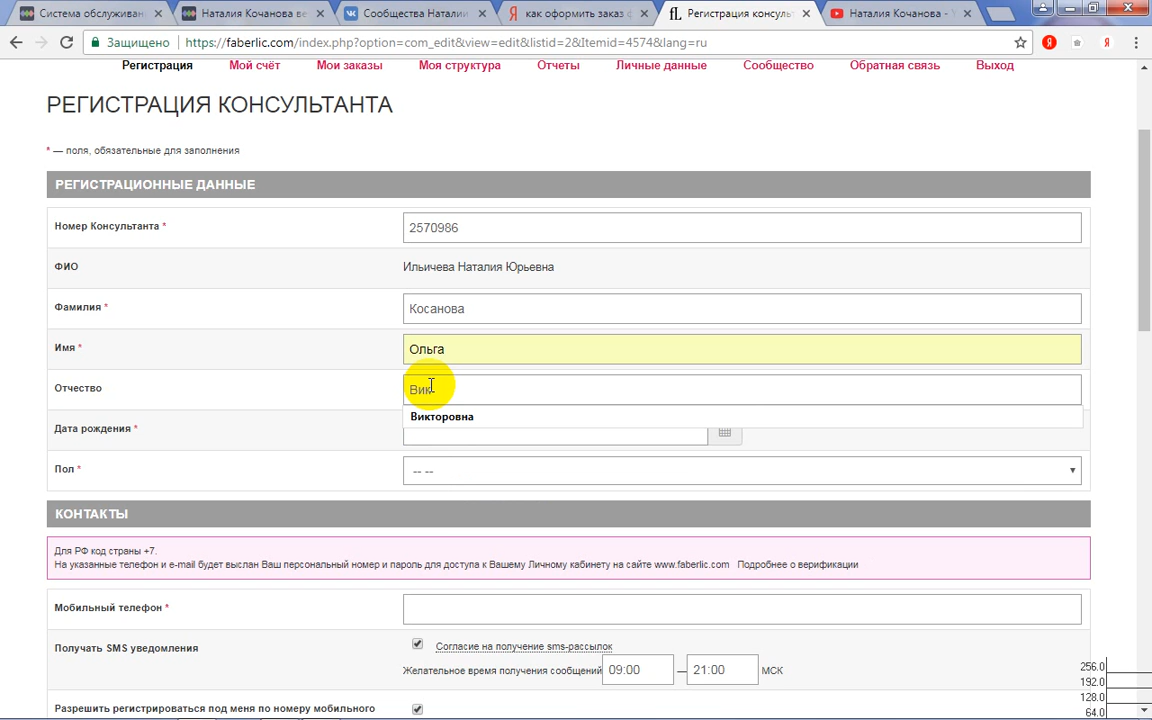 Система обслужива
Наталия Кочанова ве
Сообщества Наталии
как оформить заказ ф
Регистрация консуль
Наталия Кочанова - Y
Защищено
https://faberlic.com/index.php?option=com_edit&view=edit&listid=2&Itemid=4574&lang=ru
Регистрация Мой счёт Мои заказы Моя структура Отчеты Личные данные Сообщество Обратная связь Выход
РЕГИСТРАЦИЯ КОНСУЛЬТАНТА
* — поля, обязательные для заполнения
РЕГИСТРАЦИОННЫЕ ДАННЫЕ
Номер Консультанта * 2570986
ФИО Ильичева Наталия Юрьевна
Фамилия * Косанова
Имя * Ольга
Отчество Вик
Викторовна
Дата рождения *
Пол * -- --
КОНТАКТЫ
Для РФ код страны +7.
На указанные телефон и e-mail будет выслан Ваш персональный номер и пароль для доступа к Вашему Личному кабинету на сайте www.faberlic.com Подробнее о верификации
Мобильный телефон *
Получать SMS уведомления Согласие на получение sms-рассылок
Желательное время получения сообщений 09:00 — 21:00 МСК
Разрешить регистрироваться под меня по номеру мобильного
256.0
192.0
128.0
64.0